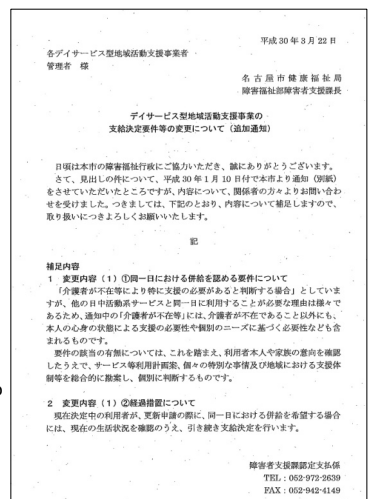 平成30年3月22日
各デイサービス型地域活動支援事業者
管理者 様
名古屋市健康福祉局
障害福祉部障害者支援課長
デイサービス型地域活動支援事業の
支給決定要件等の変更について(追加通知)
日頃は本市の障害福祉行政にご協力いただき、誠にありがとうございます。
さて、見出しの件について、平成30年1月10日付で本市より通知(別紙)
をさせていただいたところですが、内容について、関係者の方々よりお問い合わ
せを受けました。つきましては、下記のとおり、内容について補足しますので、
取り扱いにつきよろしくお願いいたします。
記
補足内容
1 変更内容(1)①同一日における併給を認める要件について
「介護者が不在等により特に支援の必要があると判断する場合」としていま
すが、他の日中活動系サービスと同一日に利用することが必要な理由は様々で
あるため、通知中の「介護者が不在等」には、介護者が不在であること以外にも、
本人の心身の状態による支援の必要性や個別のニーズに基づく必要性なども含
まれるものです。
要件の該当の有無については、これを踏まえ、利用者本人や家族の意向を確認
したうえで、サービス等利用計画案、個々の特別な事情及び地域における支援体
制等を総合的に勘案し、個別に判断するものです。
2 変更内容(1)②経過措置について
現在決定中の利用者が、更新申請の際に、同一日における併給を希望する場合
には、現在の生活状況を確認のうえ、引き続き支給決定を行います。
障害者支援課認定支払係
TEL:052-972-2639
FAX:052-942-4149